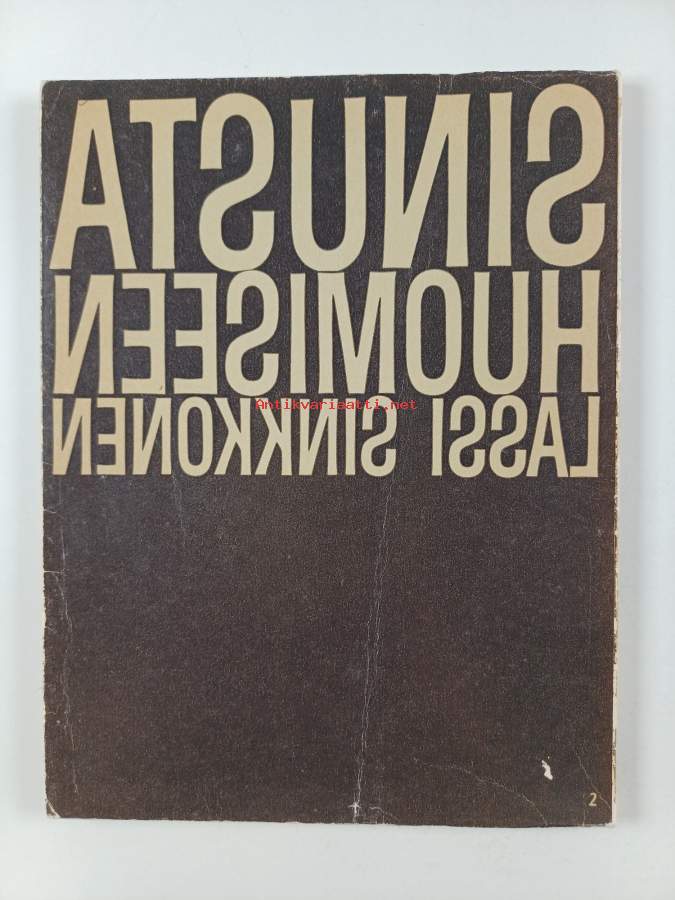 SINUSTA
HUOMISEEN
LASSI SINKKONEN
Antikvariaatti.net
2